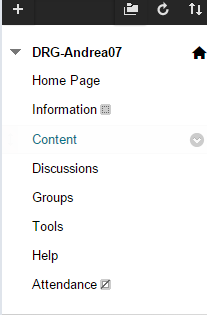 DRG-Andrea07
Home Page
Information
Content
Discussions
Groups
Tools
Help
Attendance